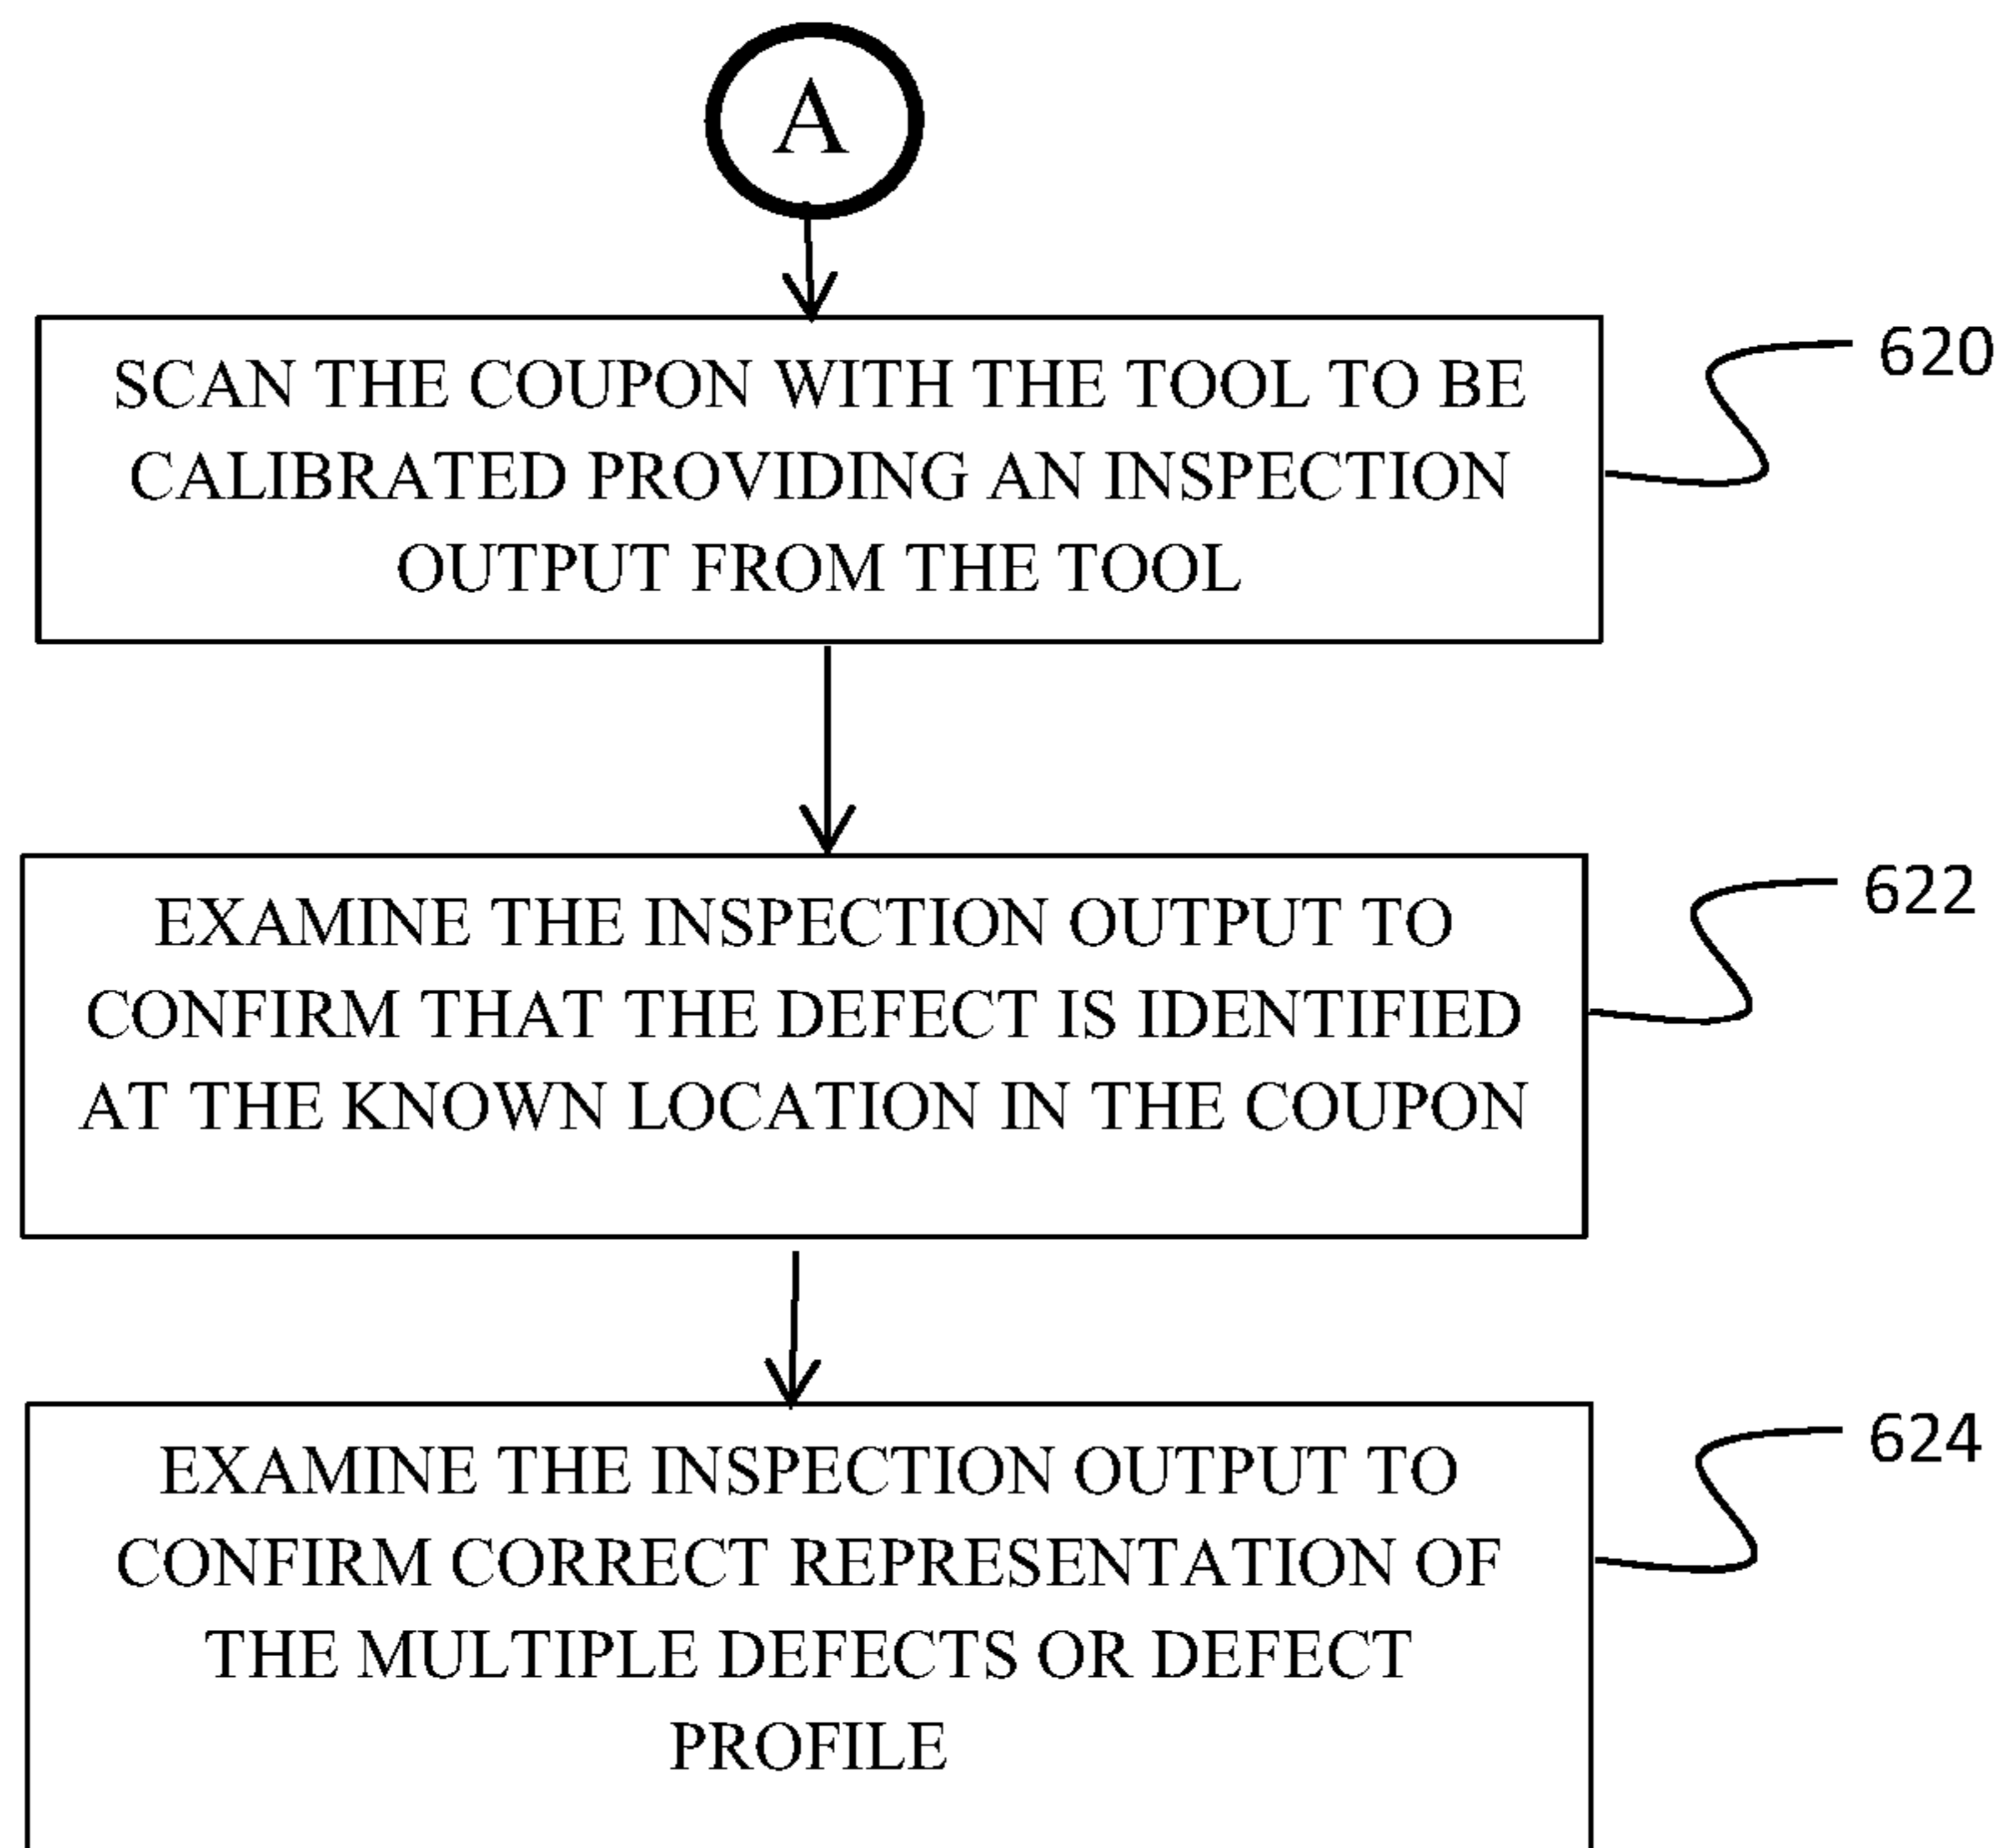 A
SCAN THE COUPON WITH THE TOOL TO BE
CALIBRATED PROVIDING AN INSPECTION
OUTPUT FROM THE TOOL
620
EXAMINE THE INSPECTION OUTPUT TO
CONFIRM THAT THE DEFECT IS IDENTIFIED
AT THE KNOWN LOCATION IN THE COUPON
622
EXAMINE THE INSPECTION OUTPUT TO
CONFIRM CORRECT REPRESENTATION OF
THE MULTIPLE DEFECTS OR DEFECT
PROFILE
624